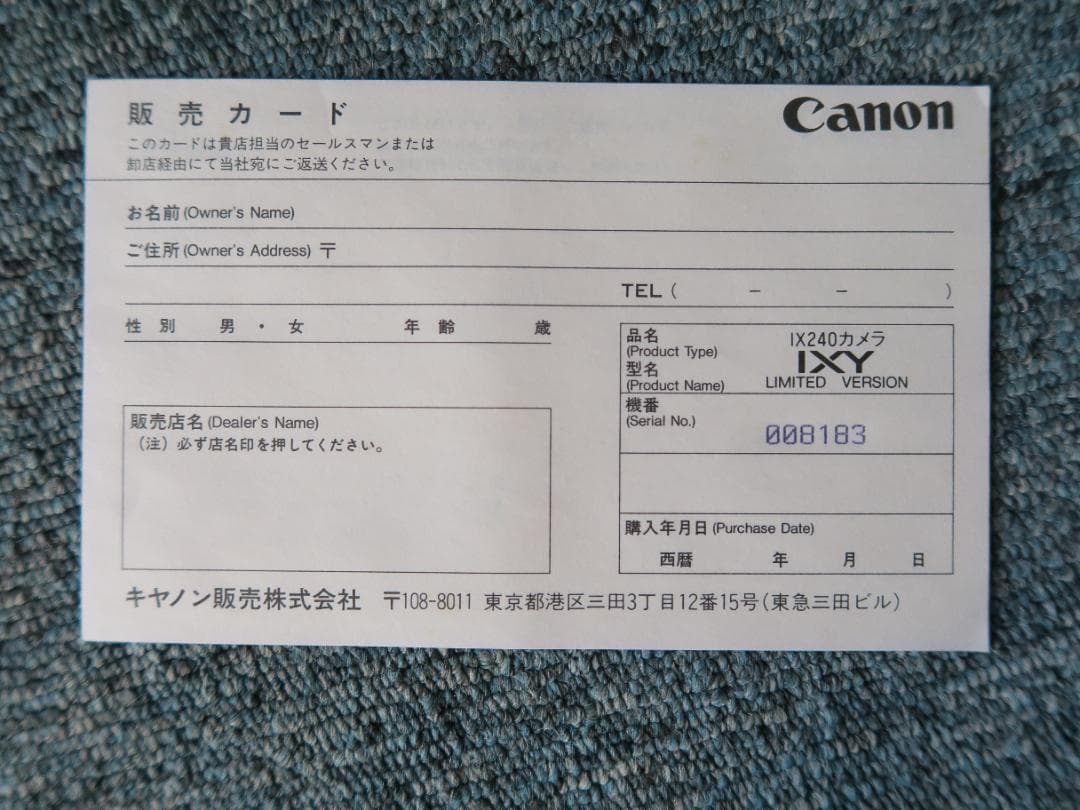 販売カード
Canon
このカードは貴店担当のセールスマンまたは
卸店経由にて当社宛にご返送ください。
お名前(Owner's Name)
ご住所(Owner's Address) 〒
TEL ( － － )
性別 男・女 年齢 歳
品名
(Product Type)
IX240カメラ
型名
(Product Name)
IXY
LIMITED VERSION
機番
(Serial No.)
008183
販売店名(Dealer's Name)
(注)必ず店名印を押してください。
購入年月日(Purchase Date)
西暦 年 月 日
キヤノン販売株式会社 〒108-8011 東京都港区三田3丁目12番15号(東急三田ビル)